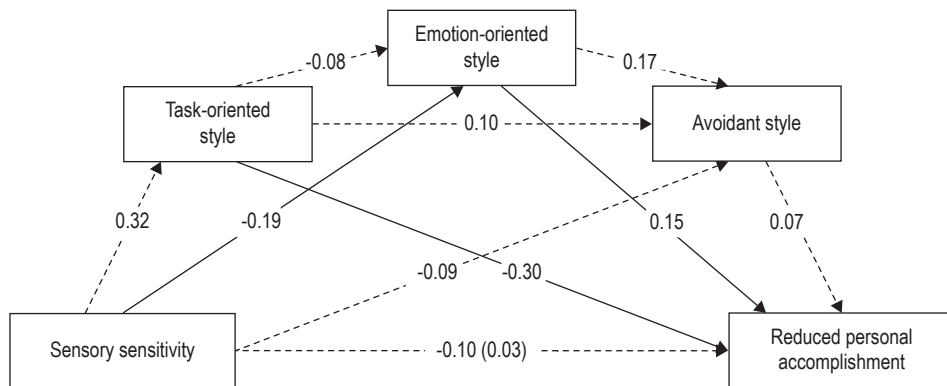 Emotion-oriented
style
-0.08
0.17
Task-oriented
style
0.10
Avoidant style
0.32
-0.19
0.15
0.07
-0.09
-0.30
Sensory sensitivity
-0.10 (0.03)
Reduced personal
accomplishment